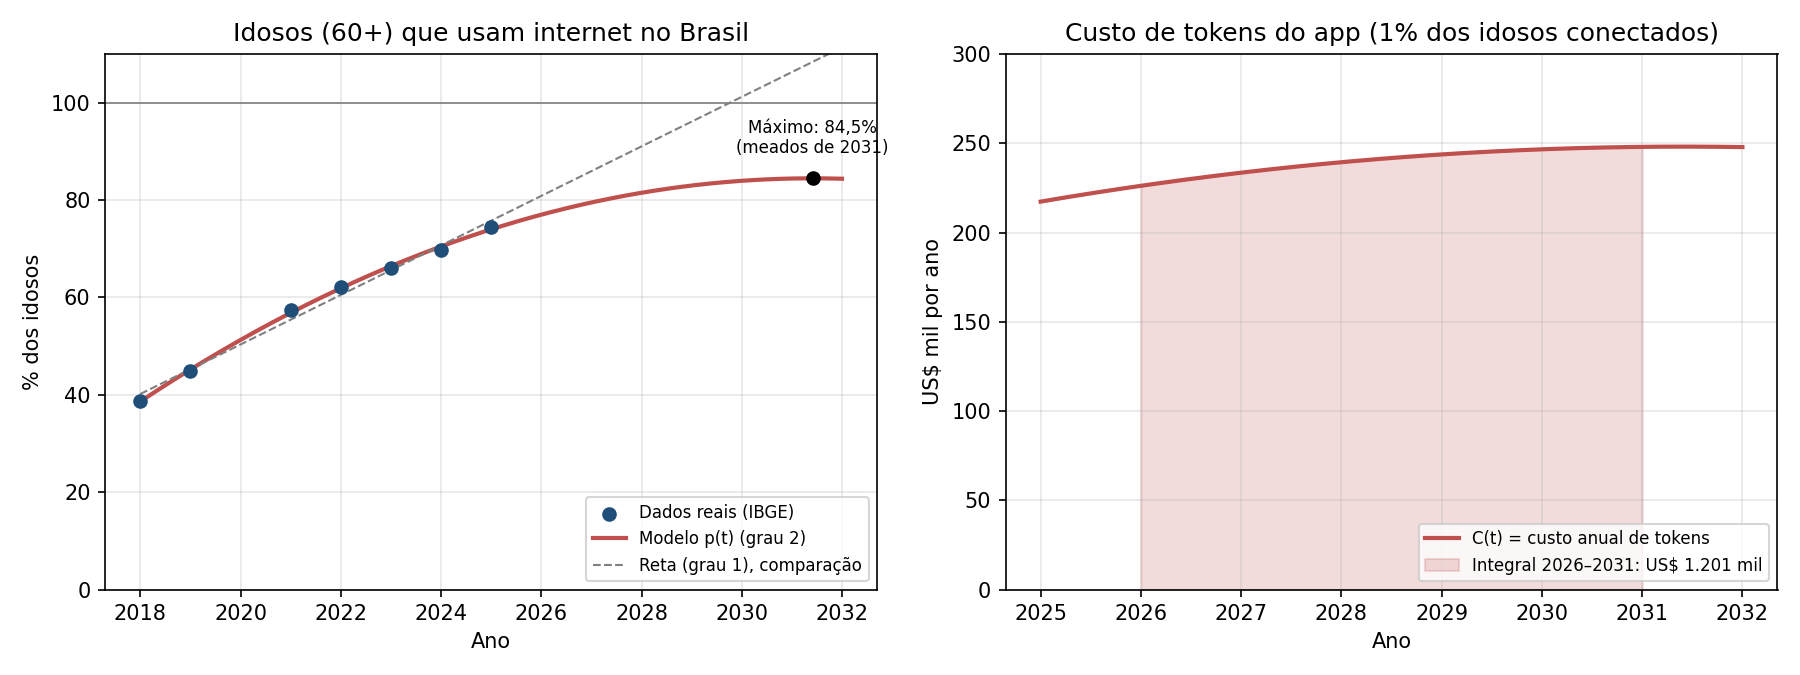 Idosos (60+) que usam internet no Brasil
100
80
60
40
20
0
% dos idosos
Máximo: 84,5%
(meados de 2031)
Dados reais (IBGE)
Modelo p(t) (grau 2)
Reta (grau 1), comparação
2018 2020 2022 2024 2026 2028 2030 2032
Ano
Custo de tokens do app (1% dos idosos conectados)
300
250
200
150
100
50
0
US$ mil por ano
C(t) = custo anual de tokens
Integral 2026–2031: US$ 1.201 mil
2025 2026 2027 2028 2029 2030 2031 2032
Ano